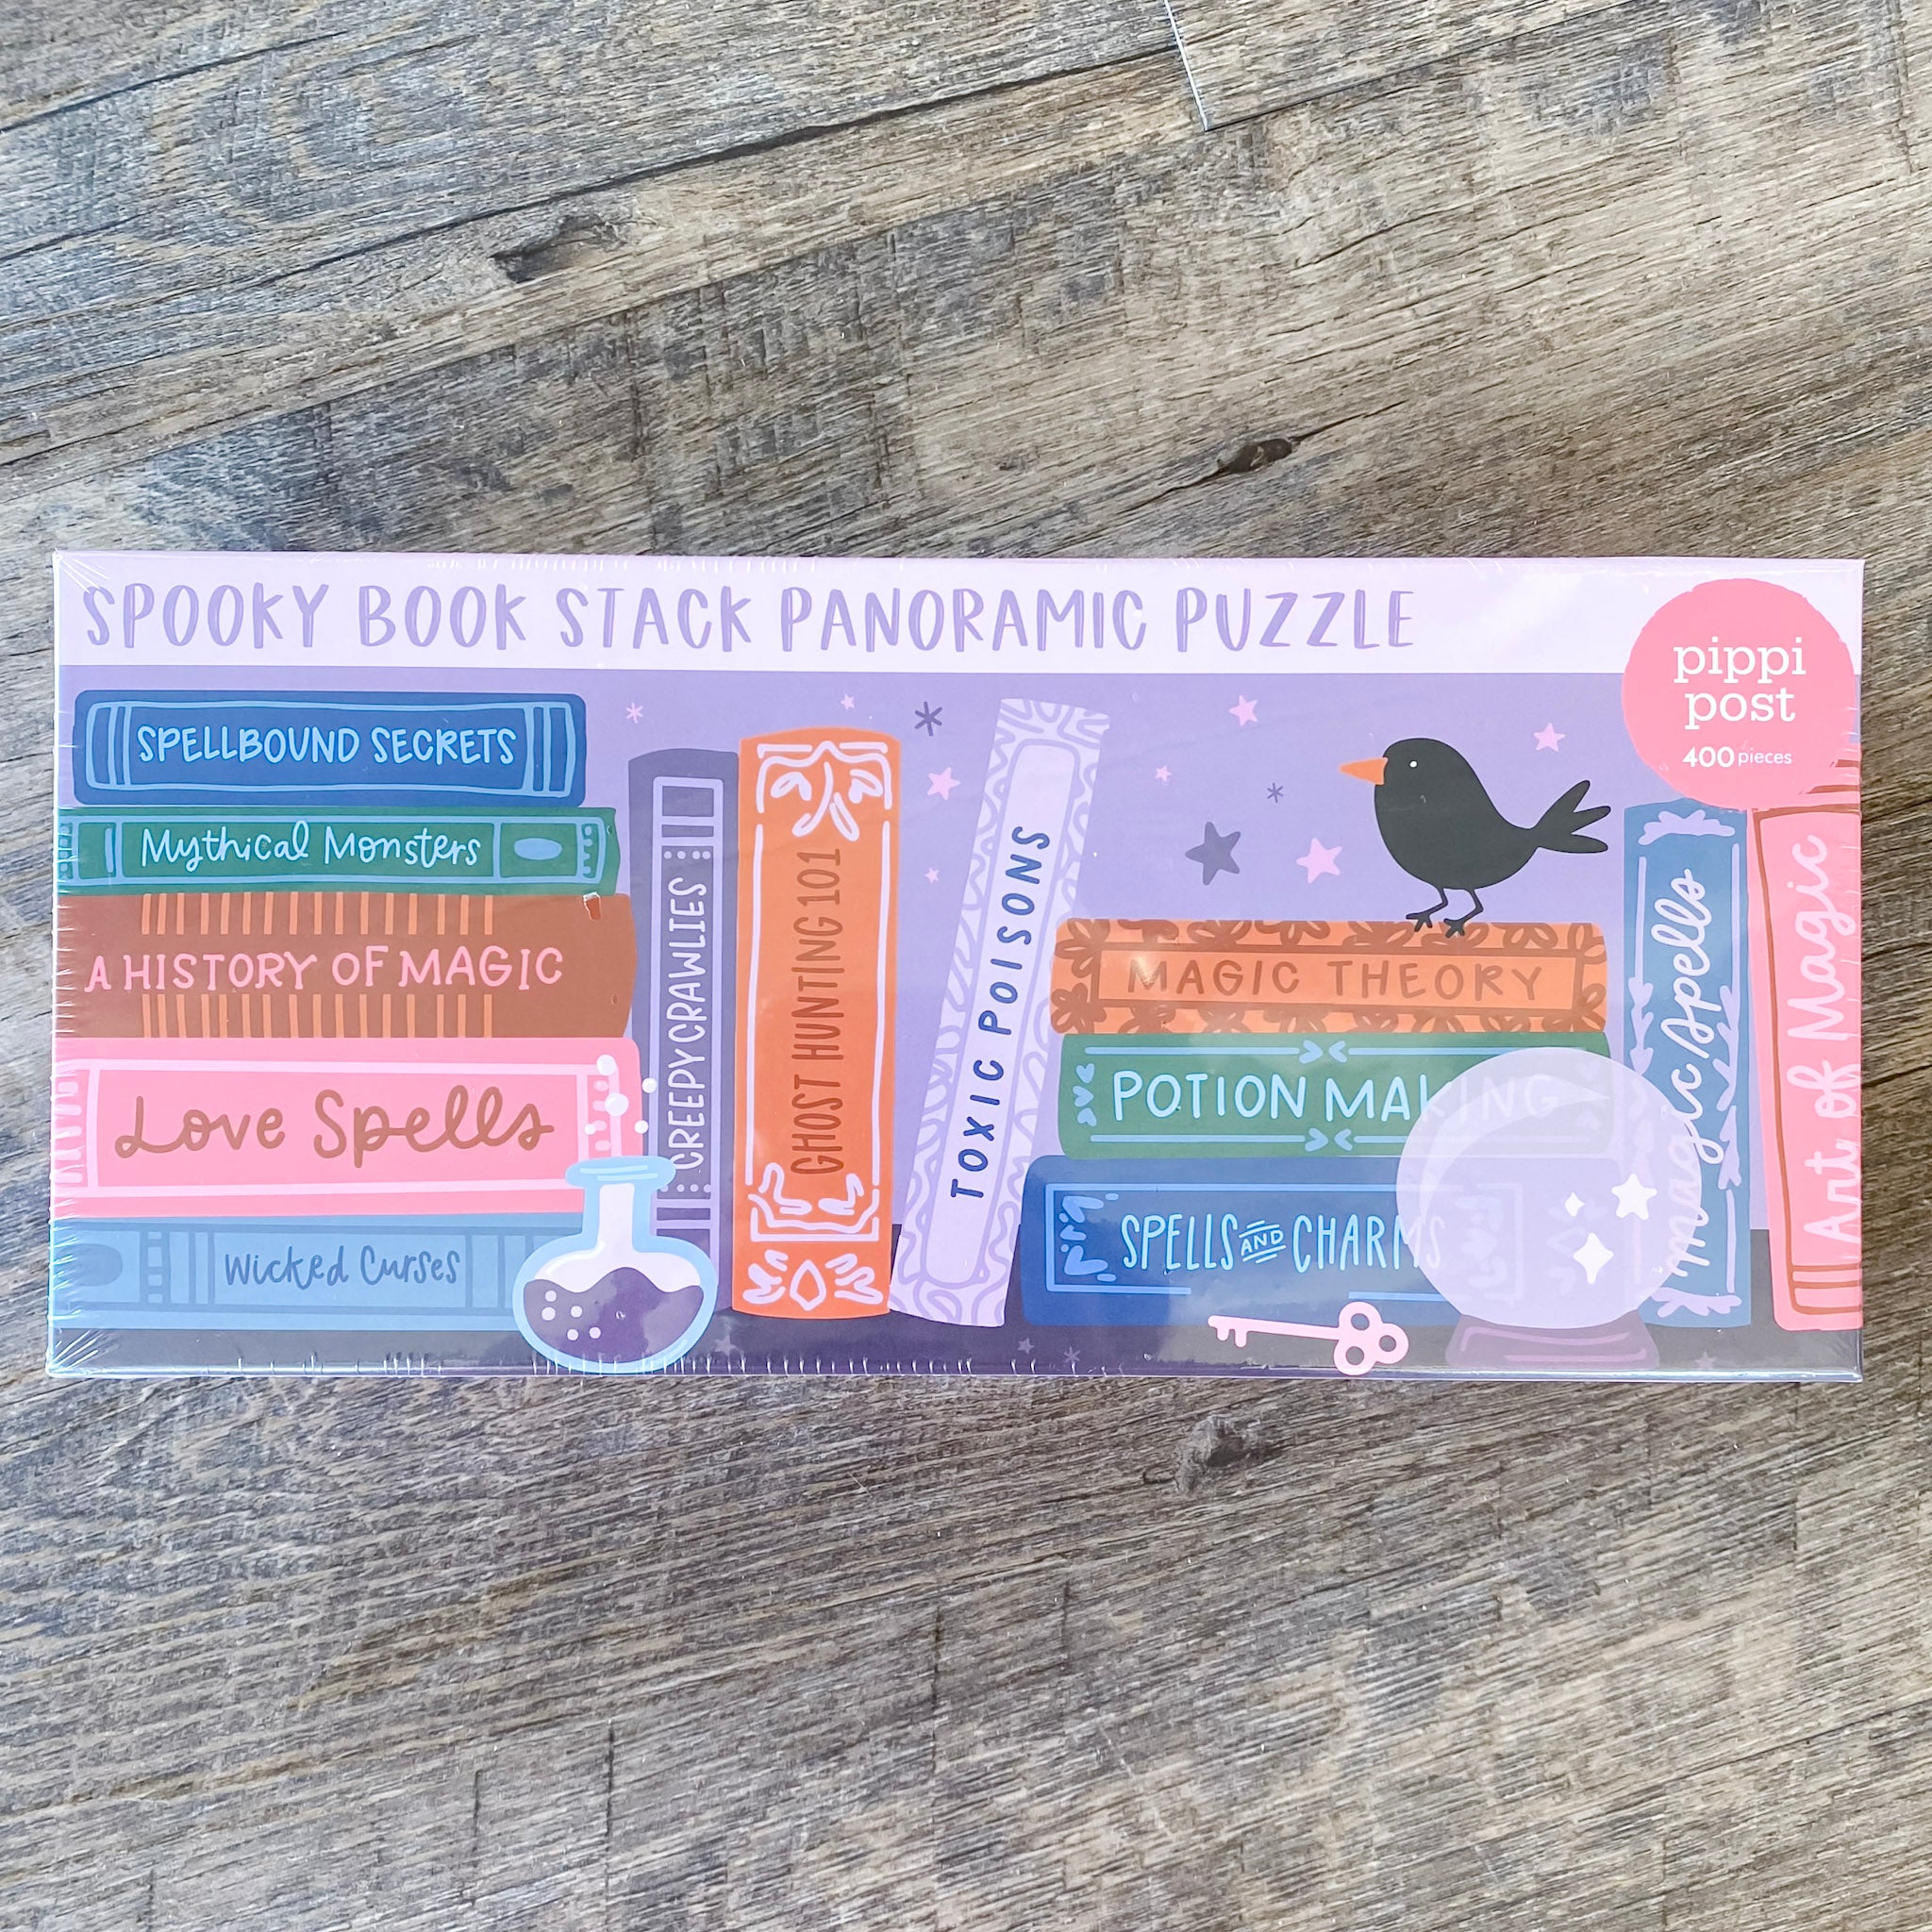 SPOOKY BOOK STACK PANORAMIC PUZZLE
pippi
post
400 pieces
SPELLBOUND SECRETS
Mythical Monsters
A HISTORY OF MAGIC
Love Spells
Wicked Curses
CREEPY CRAWLIES
GHOST HUNTING 101
TOXIC POISONS
MAGIC THEORY
POTION MAKING
SPELLS AND CHARMS
magic spells
Art of Magic